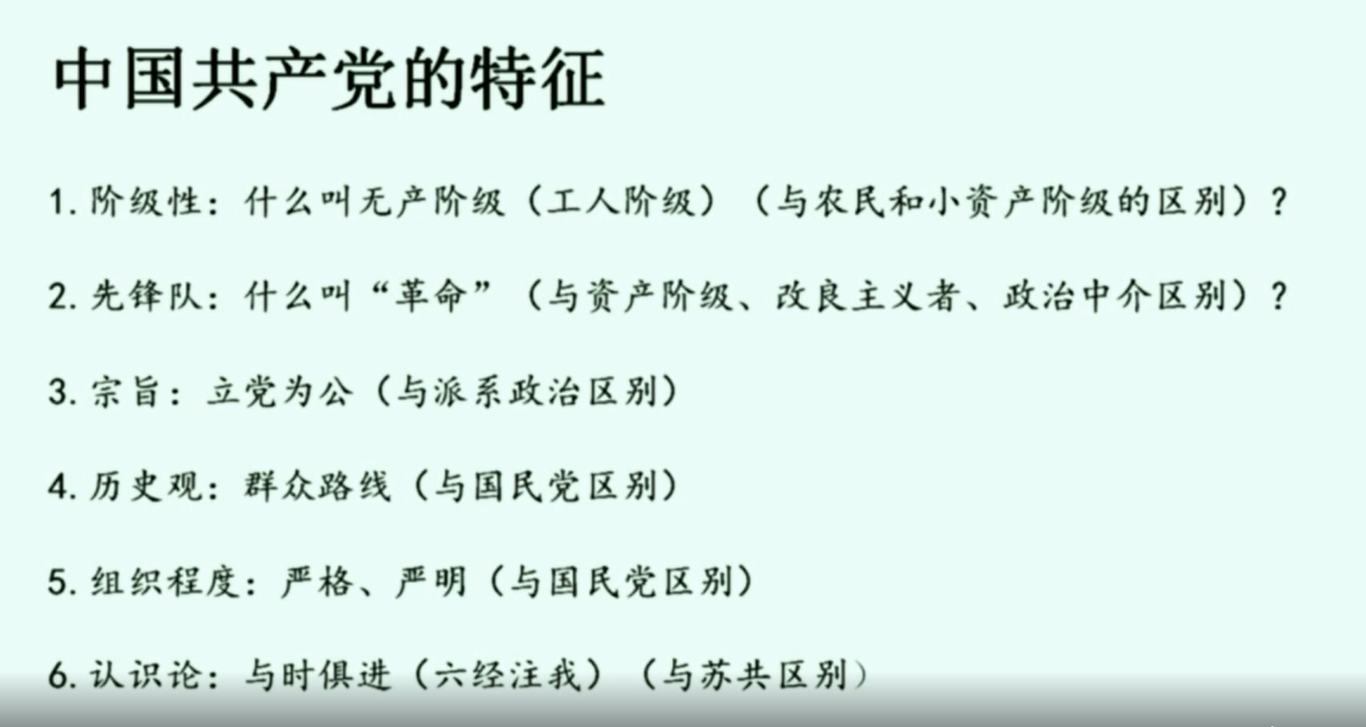 中国共产党的特征
1.阶级性：什么叫无产阶级（工人阶级）（与农民和小资产阶级的区别）？
2.先锋队：什么叫“革命”（与资产阶级、改良主义者、政治中介区别）？
3.宗旨：立党为公（与派系政治区别）
4.历史观：群众路线（与国民党区别）
5.组织程度：严格、严明（与国民党区别）
6.认识论：与时俱进（六经注我）（与苏共区别）